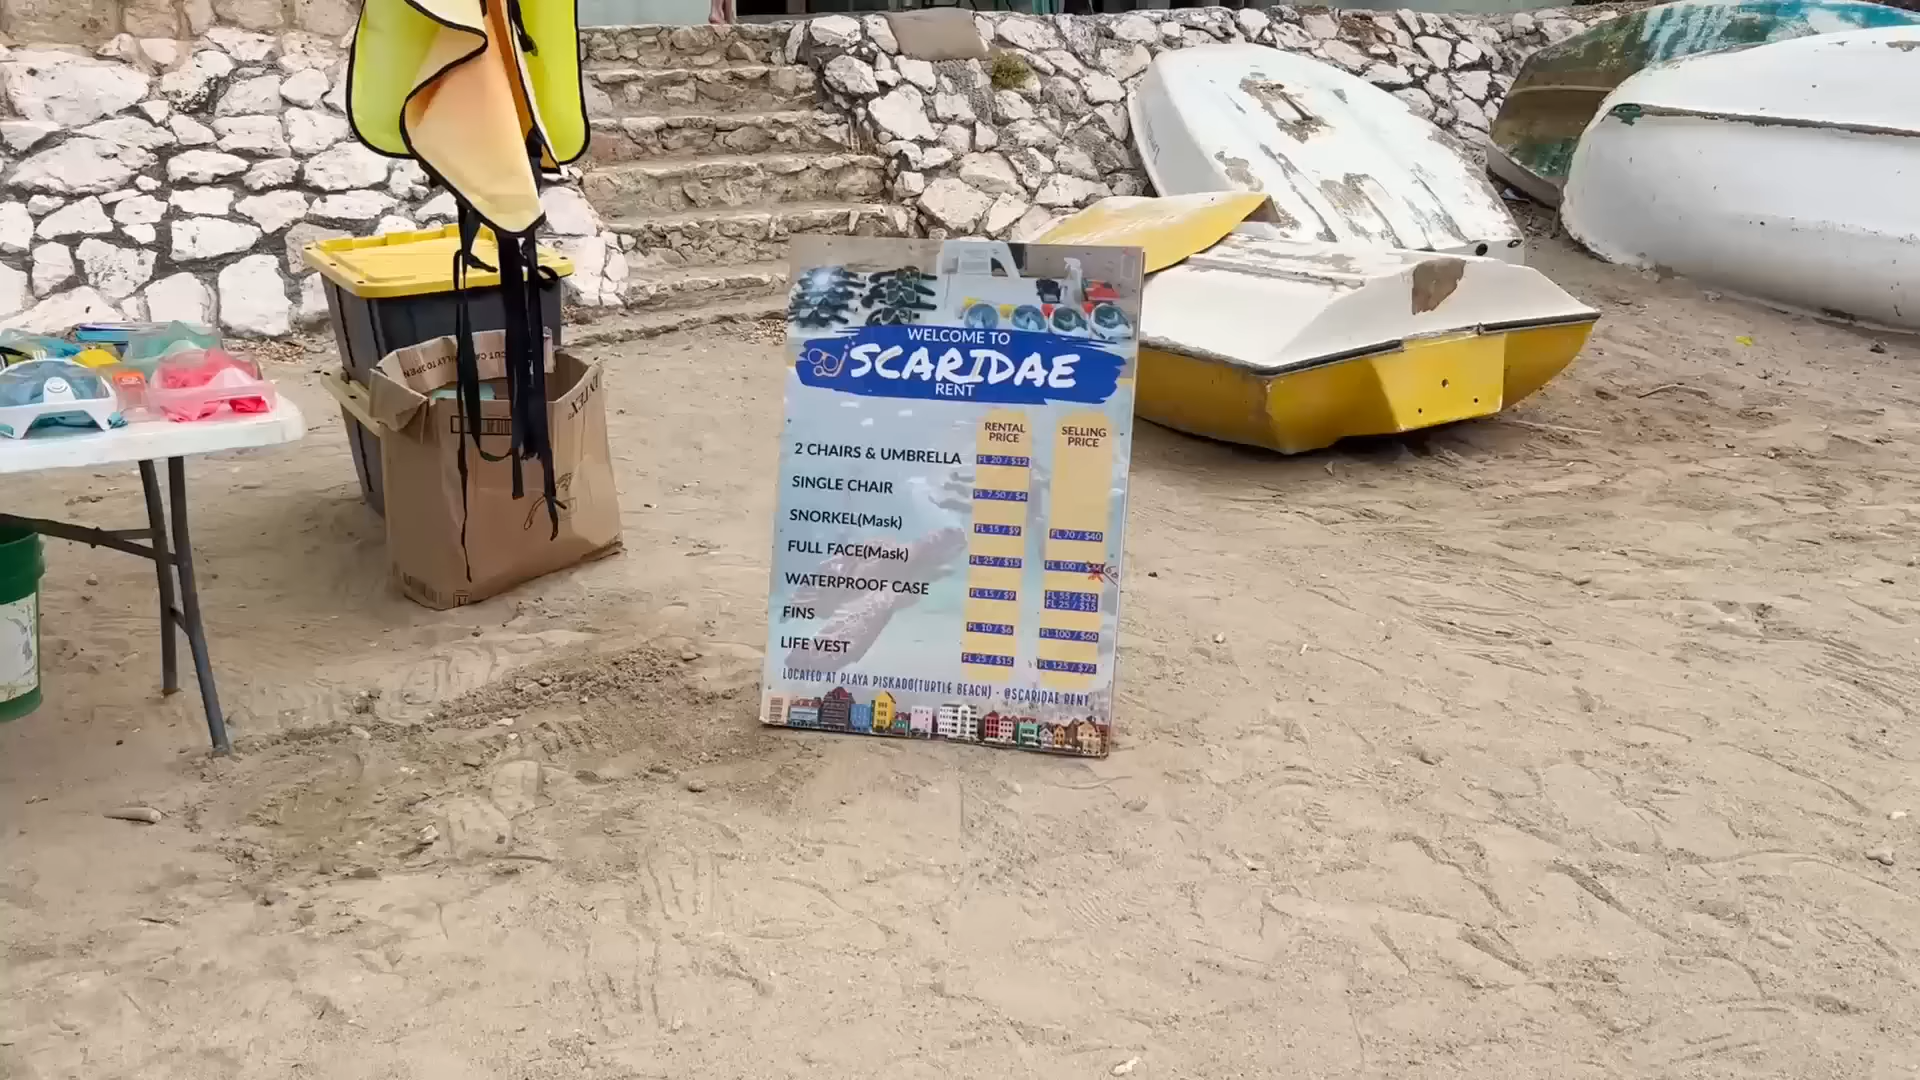 WELCOME TO
SCARIDAE
RENT
RENTAL PRICE SELLING PRICE
2 CHAIRS & UMBRELLA FL 20 / $12
SINGLE CHAIR FL 7.50 / $4
SNORKEL(Mask) FL 15 / $9 FL 70 / $40
FULL FACE(Mask) FL 25 / $15 FL 100 /
WATERPROOF CASE FL 15 / $9 FL 55 / $32
FL 25 / $15
FINS FL 10 / $6 FL 100 / $60
LIFE VEST FL 25 / $15 FL 125 / $72
LOCATED AT PLAYA PISKADO(TURTLE BEACH) - @SCARIDAE RENT